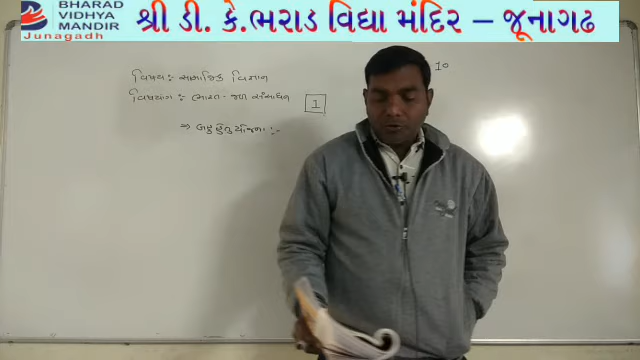 BHARAD
VIDHYA
MANDIR
Junagadh
શ્રી ડી. કે.ભરાડ વિદ્યા મંદિર – જૂનાગઢ
10
વિષય:- સામાજિક વિજ્ઞાન
વિષયાંગ:- ભારત - જળ સંસાધન
1
⇒ બહુહેતુ યોજના :-